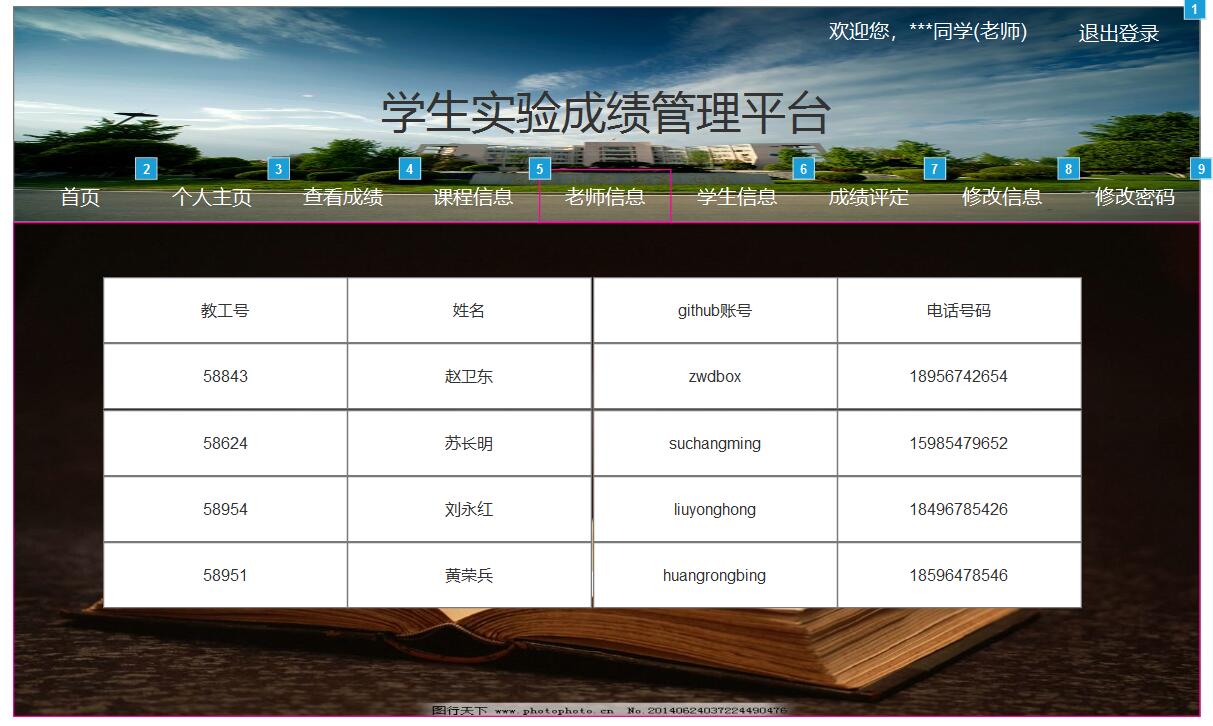 1
欢迎您，***同学(老师) 退出登录
学生实验成绩管理平台
2 3 4 5 6 7 8 9
首页 个人主页 查看成绩 课程信息 老师信息 学生信息 成绩评定 修改信息 修改密码
教工号 姓名 github账号 电话号码
58843 赵卫东 zwdbox 18956742654
58624 苏长明 suchangming 15985479652
58954 刘永红 liuyonghong 18496785426
58951 黄荣兵 huangrongbing 18596478546
图行天下 www.photophoto.cn No.20140624037224490476